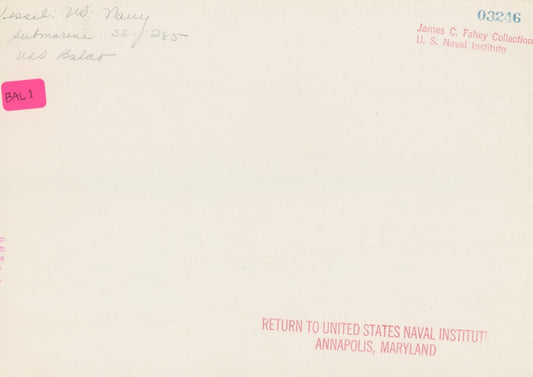 Vessel: US: Navy
Submarine: SS/285
USS Balao
03246
James C. Fahey Collection
U. S. Naval Institute
BAL1
RETURN TO UNITED STATES NAVAL INSTITUTE
ANNAPOLIS, MARYLAND